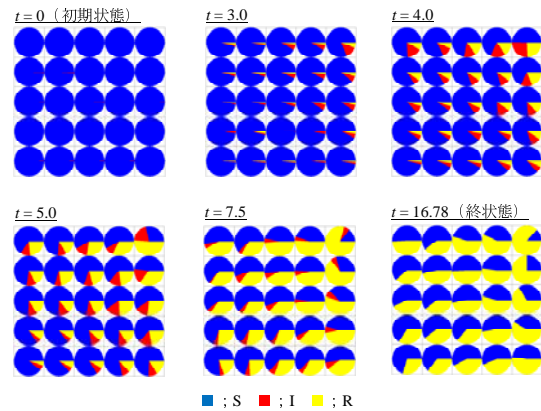 t = 0（初期状態） t = 3.0 t = 4.0
t = 5.0 t = 7.5 t = 16.78（終状態）
；S ；I ；R